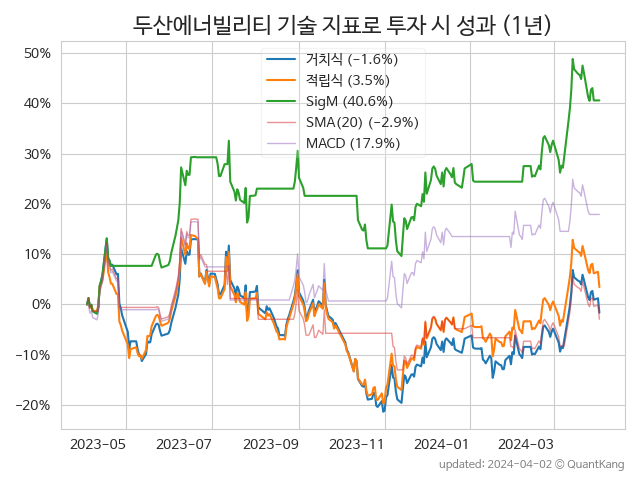 두산에너빌리티 기술 지표로 투자 시 성과 (1년)
50%
40%
30%
20%
10%
0%
−10%
−20%
거치식 (−1.6%)
적립식 (3.5%)
SigM (40.6%)
SMA(20) (−2.9%)
MACD (17.9%)
2023-05 2023-07 2023-09 2023-11 2024-01 2024-03
updated: 2024-04-02 © QuantKang